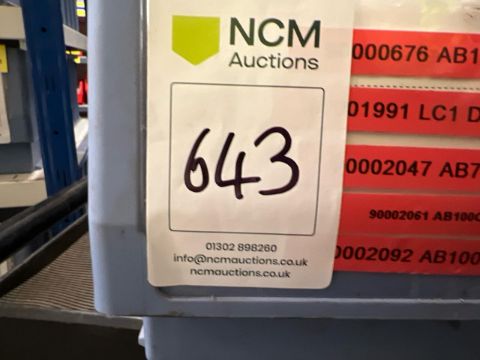 NCM
Auctions
643
01302 898260
info@ncmauctions.co.uk
ncmauctions.co.uk
000676 AB1
01991 LC1 D
0002047 AB7
90002061 AB100C
0002092 AB100